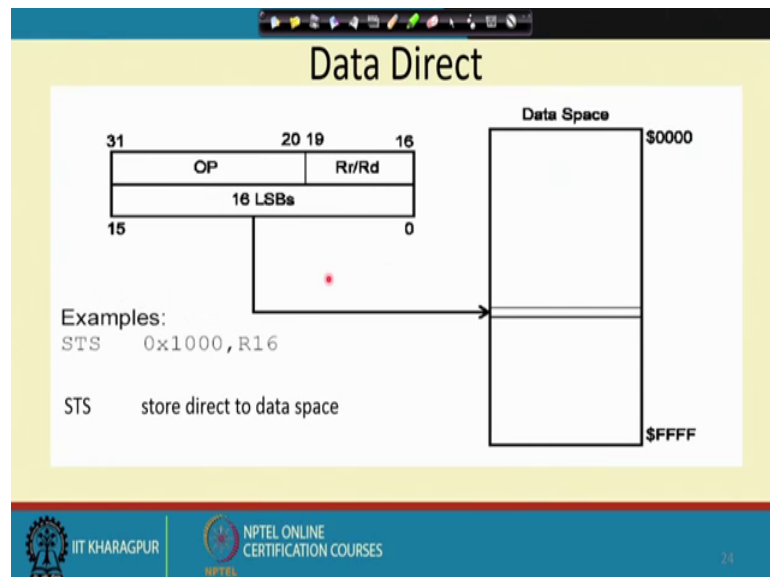 Data Direct
Data Space
31 20 19 16
$0000
OP Rr/Rd
16 LSBs
15 0
Examples:
STS 0x1000,R16
STS store direct to data space
$FFFF
IIT KHARAGPUR
NPTEL ONLINE
CERTIFICATION COURSES
NPTEL
24